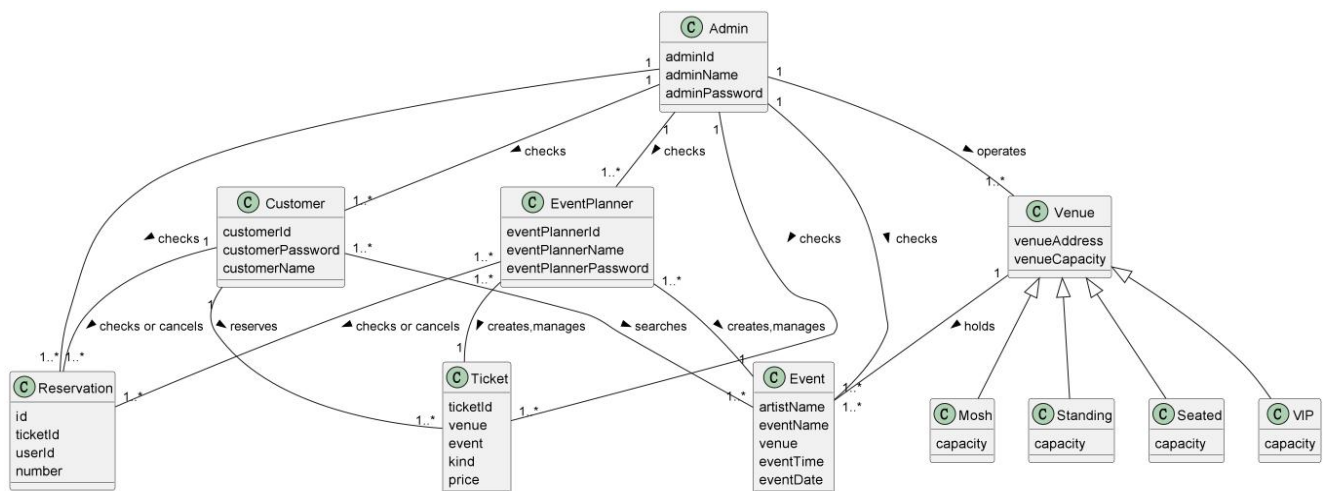 C Admin
adminId
adminName
adminPassword
1
1
1
1
1
1
checks
checks
operates
1..*
1..*
1..*
C Customer
customerId
customerPassword
customerName
C EventPlanner
eventPlannerId
eventPlannerName
eventPlannerPassword
C Venue
venueAddress
venueCapacity
checks
1
1..*
1..*
1..*
1..*
checks
checks
1
1
checks or cancels
reserves
checks or cancels
creates,manages
searches
creates,manages
holds
1..*
1..*
1..*
1
1..*
1..*
1
1..*
1..*
1..*
C Reservation
id
ticketId
userId
number
C Ticket
ticketId
venue
event
kind
price
C Event
artistName
eventName
venue
eventTime
eventDate
C Mosh
capacity
C Standing
capacity
C Seated
capacity
C VIP
capacity